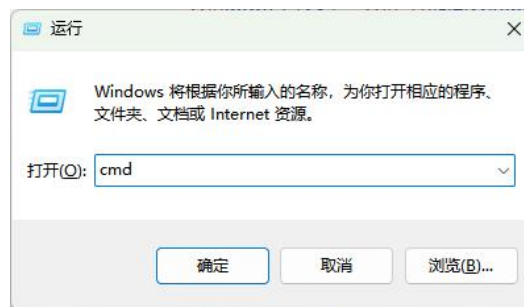 运行
Windows 将根据你所输入的名称，为你打开相应的程序、
文件夹、文档或 Internet 资源。
打开(O): cmd
确定 取消 浏览(B)...